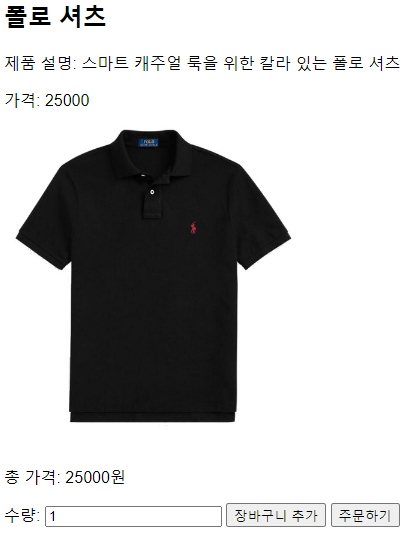 폴로 셔츠
제품 설명: 스마트 캐주얼 룩을 위한 칼라 있는 폴로 셔츠
가격: 25000
POLO
총 가격: 25000원
수량: 1 장바구니 추가 주문하기